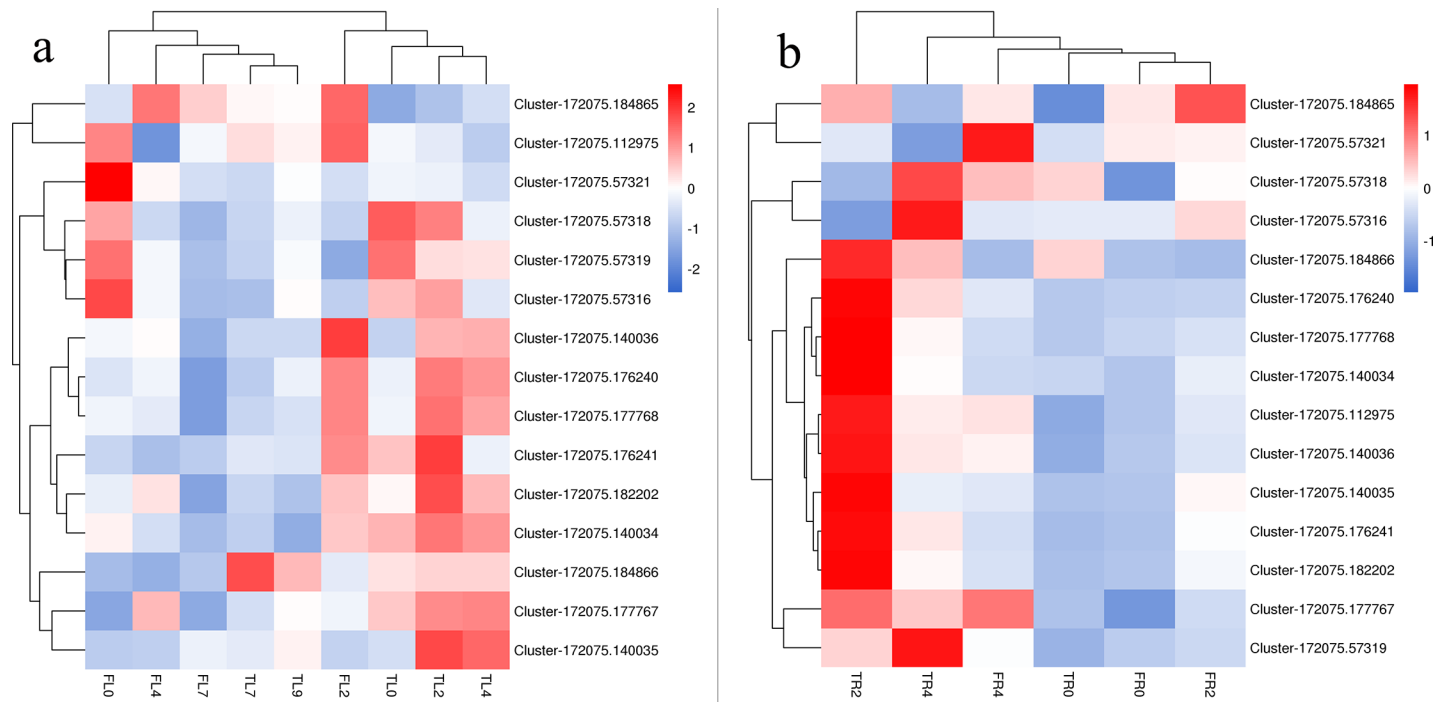 a
2
1
0
-1
-2
Cluster-172075.184865
Cluster-172075.112975
Cluster-172075.57321
Cluster-172075.57318
Cluster-172075.57319
Cluster-172075.57316
Cluster-172075.140036
Cluster-172075.176240
Cluster-172075.177768
Cluster-172075.176241
Cluster-172075.182202
Cluster-172075.140034
Cluster-172075.184866
Cluster-172075.177767
Cluster-172075.140035
FL0 FL4 FL7 TL7 TL9 FL2 TL0 TL2 TL4
b
1
0
-1
Cluster-172075.184865
Cluster-172075.57321
Cluster-172075.57318
Cluster-172075.57316
Cluster-172075.184866
Cluster-172075.176240
Cluster-172075.177768
Cluster-172075.140034
Cluster-172075.112975
Cluster-172075.140036
Cluster-172075.140035
Cluster-172075.176241
Cluster-172075.182202
Cluster-172075.177767
Cluster-172075.57319
TR2 TR4 FR4 TR0 FR0 FR2